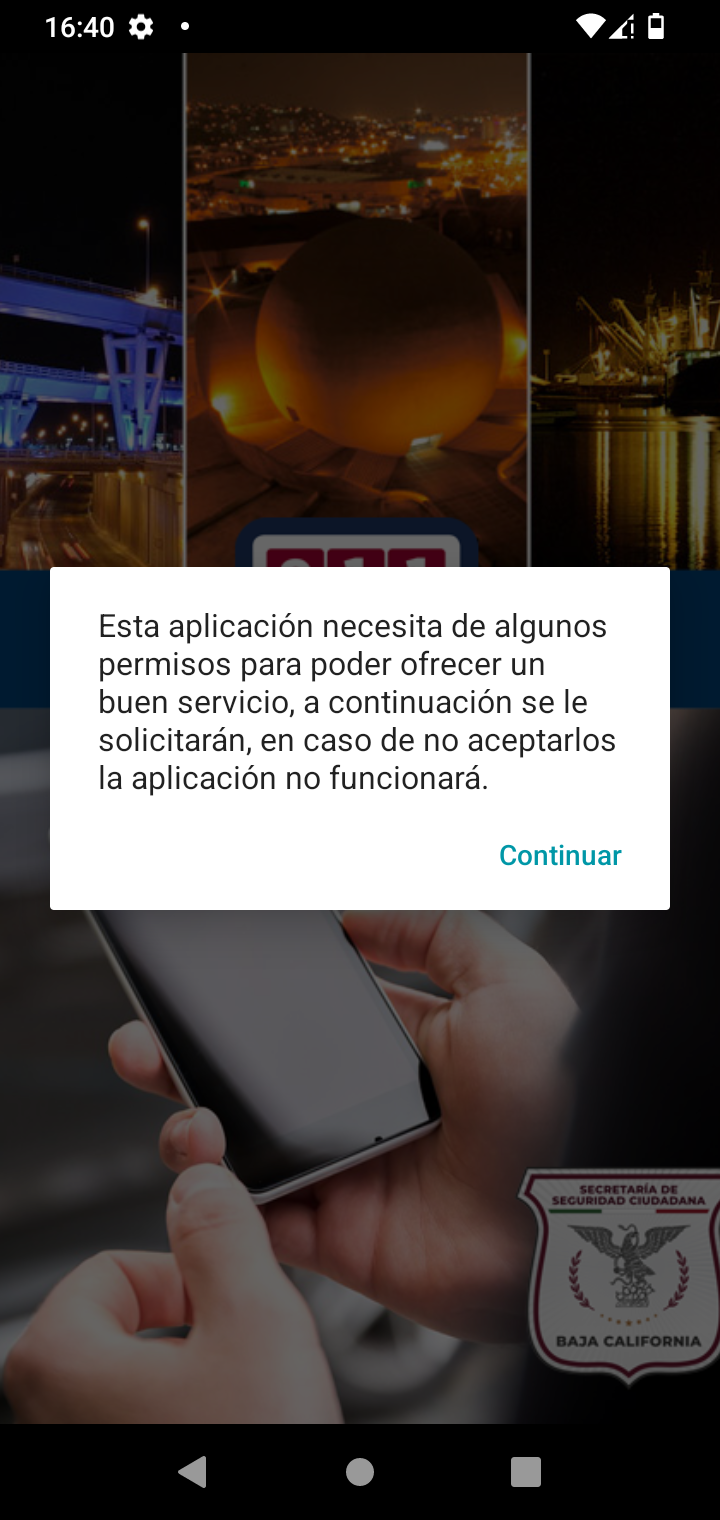 16:40
911
Esta aplicación necesita de algunos
permisos para poder ofrecer un
buen servicio, a continuación se le
solicitarán, en caso de no aceptarlos
la aplicación no funcionará.
Continuar
SECRETARÍA DE
SEGURIDAD CIUDADANA
BAJA CALIFORNIA